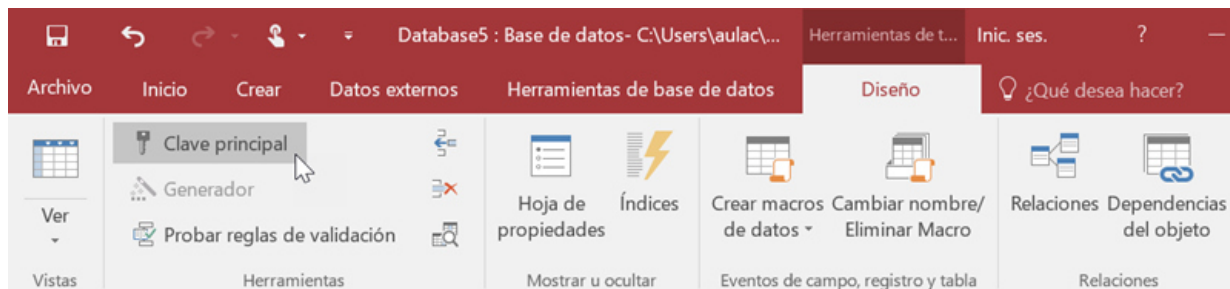 Database5 : Base de datos- C:\Users\aulac\... Herramientas de t... Inic. ses. ?
Archivo Inicio Crear Datos externos Herramientas de base de datos Diseño ¿Qué desea hacer?
Clave principal
Generador
Probar reglas de validación
Ver
Hoja de propiedades
Índices
Crear macros de datos
Cambiar nombre/
Eliminar Macro
Relaciones
Dependencias
del objeto
Vistas Herramientas Mostrar u ocultar Eventos de campo, registro y tabla Relaciones